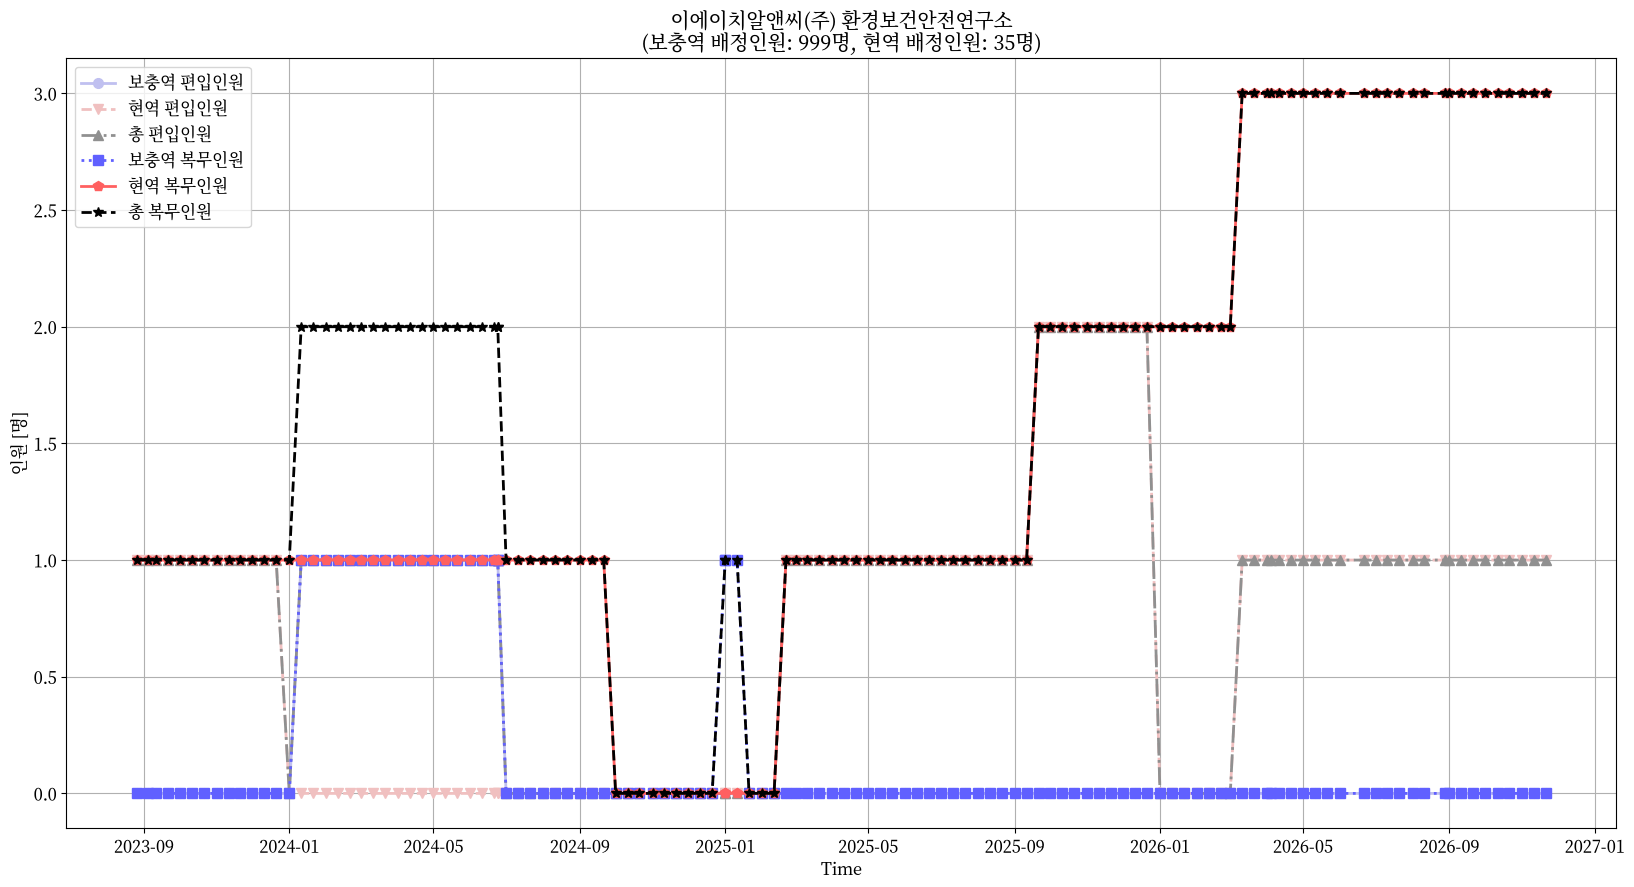 이에이치알앤씨(주) 환경보건안전연구소
(보충역 배정인원: 999명, 현역 배정인원: 35명)
보충역 편입인원
현역 편입인원
총 편입인원
보충역 복무인원
현역 복무인원
총 복무인원
인원 [명]
3.0
2.5
2.0
1.5
1.0
0.5
0.0
2023-09 2024-01 2024-05 2024-09 2025-01 2025-05 2025-09 2026-01 2026-05 2026-09 2027-01
Time